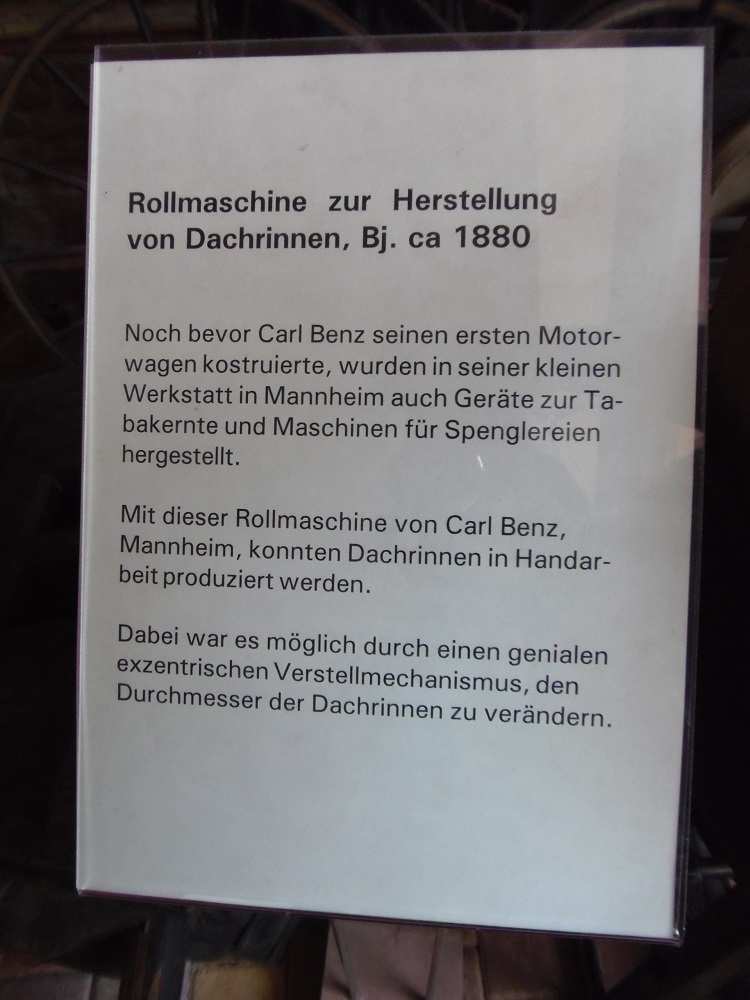 Rollmaschine zur Herstellung
von Dachrinnen, Bj. ca 1880
Noch bevor Carl Benz seinen ersten Motor-
wagen kostruierte, wurden in seiner kleinen
Werkstatt in Mannheim auch Geräte zur Ta-
bakernte und Maschinen für Spenglereien
hergestellt.
Mit dieser Rollmaschine von Carl Benz,
Mannheim, konnten Dachrinnen in Handar-
beit produziert werden.
Dabei war es möglich durch einen genialen
exzentrischen Verstellmechanismus, den
Durchmesser der Dachrinnen zu verändern.